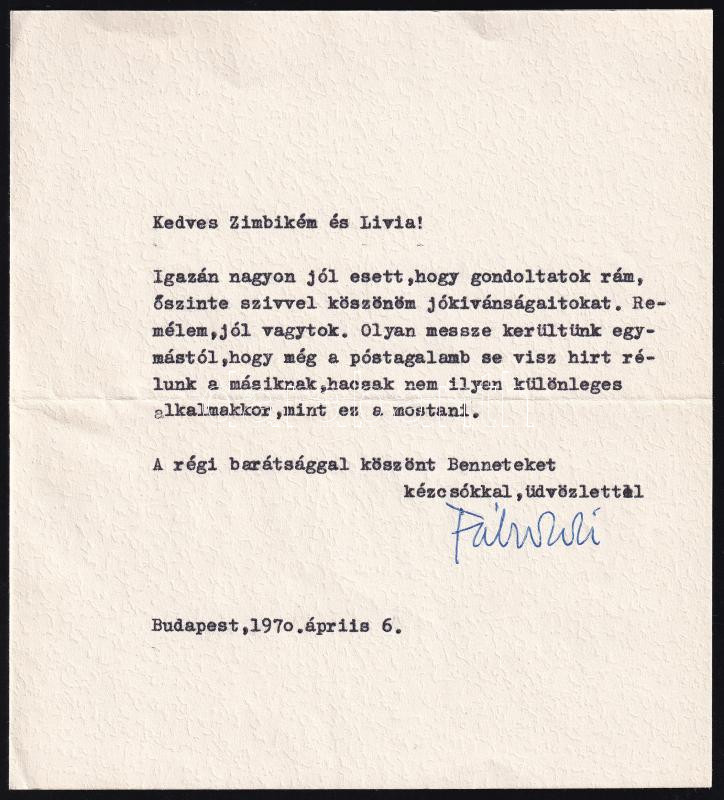 Kedves Zimbikém és Livia!
Igazán nagyon jól esett,hogy gondoltatok rám,
őszinte szivvel köszönöm jókivánságaitokat. Re-
mélem,jól vagytok. Olyan messze kerültünk egy-
mástól,hogy még a póstagalamb se visz hirt ré-
lunk a másiknak,hacsak nem ilyen különleges
alkalmakkor,mint ez a mostani.
A régi barátsággal köszönt Benneteket
kézcsókkal,üdvözlettel
Budapest,197o.április 6.